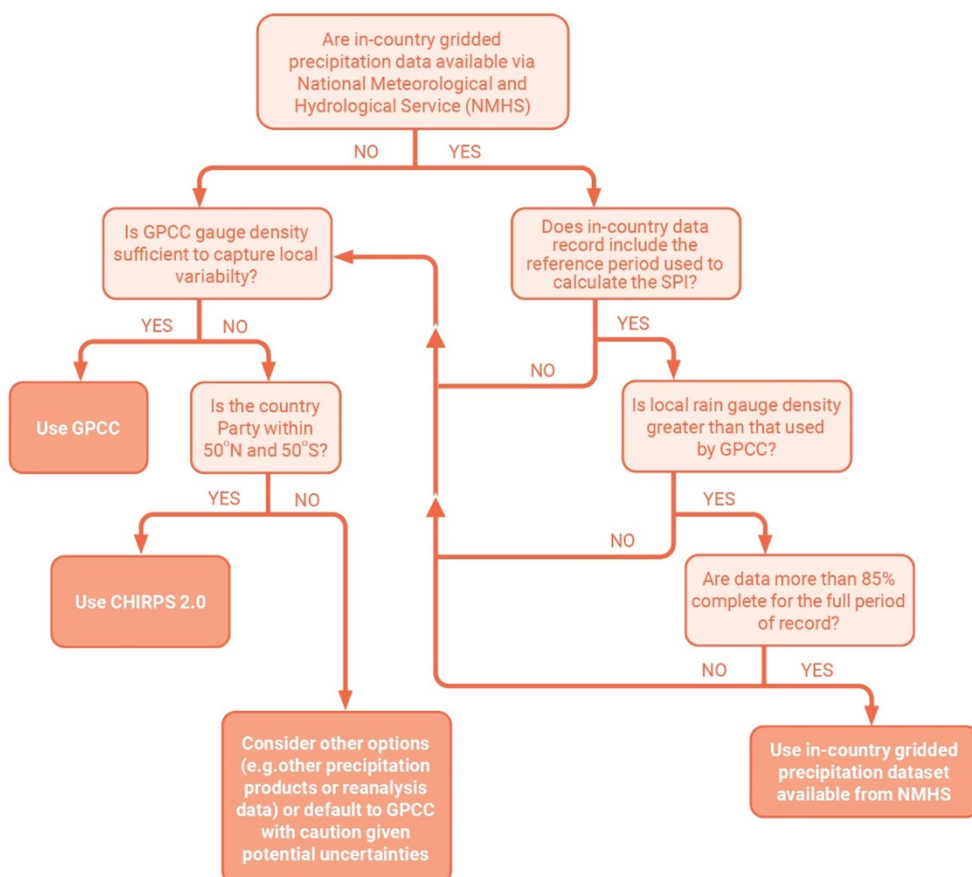 Are in-country gridded
precipitation data available via
National Meteorological and
Hydrological Service (NMHS)
NO
YES
Is GPCC gauge density
sufficient to capture local
variabilty?
Does in-country data
record include the
reference period used to
calculate the SPI?
YES
NO
YES
NO
Use GPCC
Is the country
Party within
50°N and 50°S?
Is local rain gauge density
greater than that used
by GPCC?
YES
NO
YES
NO
Use CHIRPS 2.0
Are data more than 85%
complete for the full period
of record?
NO
YES
Consider other options
(e.g.other precipitation
products or reanalysis
data) or default to GPCC
with caution given
potential uncertainties
Use in-country gridded
precipitation dataset
available from NMHS